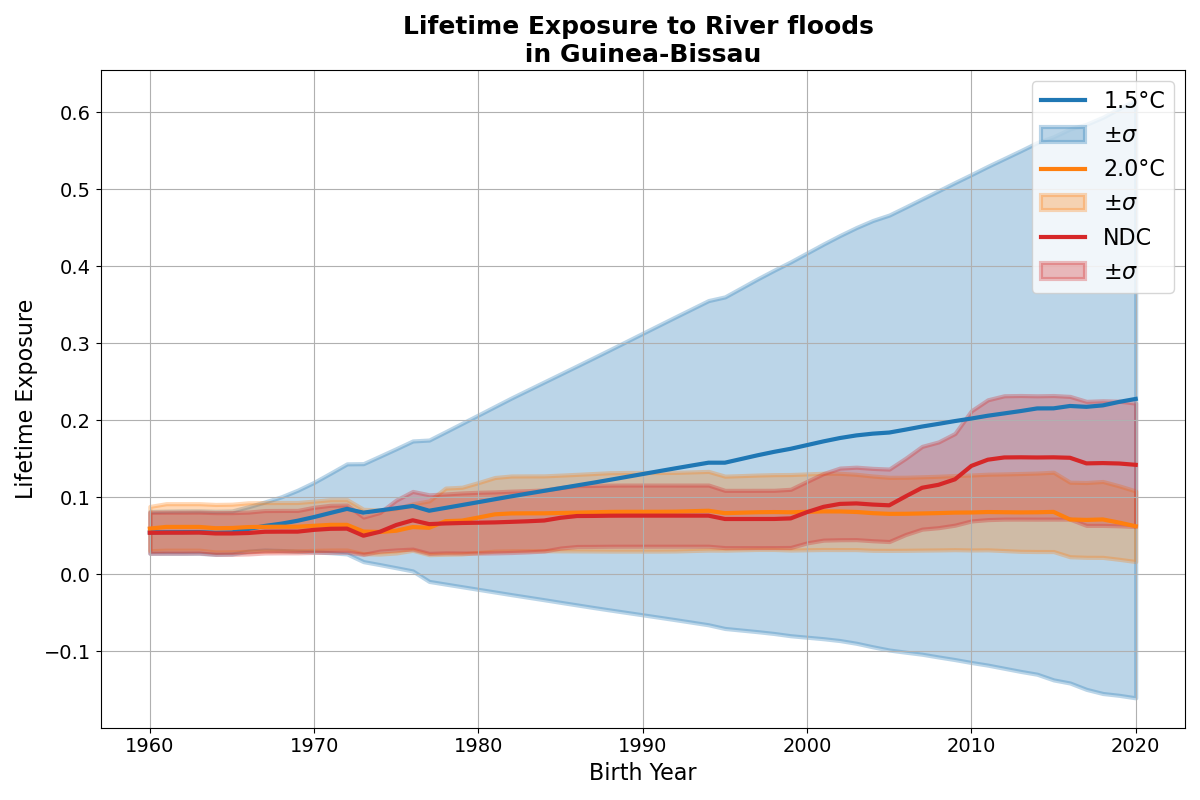 Lifetime Exposure to River floods
in Guinea-Bissau
1.5°C
±σ
2.0°C
±σ
NDC
±σ
Lifetime Exposure
0.6
0.5
0.4
0.3
0.2
0.1
0.0
−0.1
1960
1970
1980
1990
2000
2010
2020
Birth Year